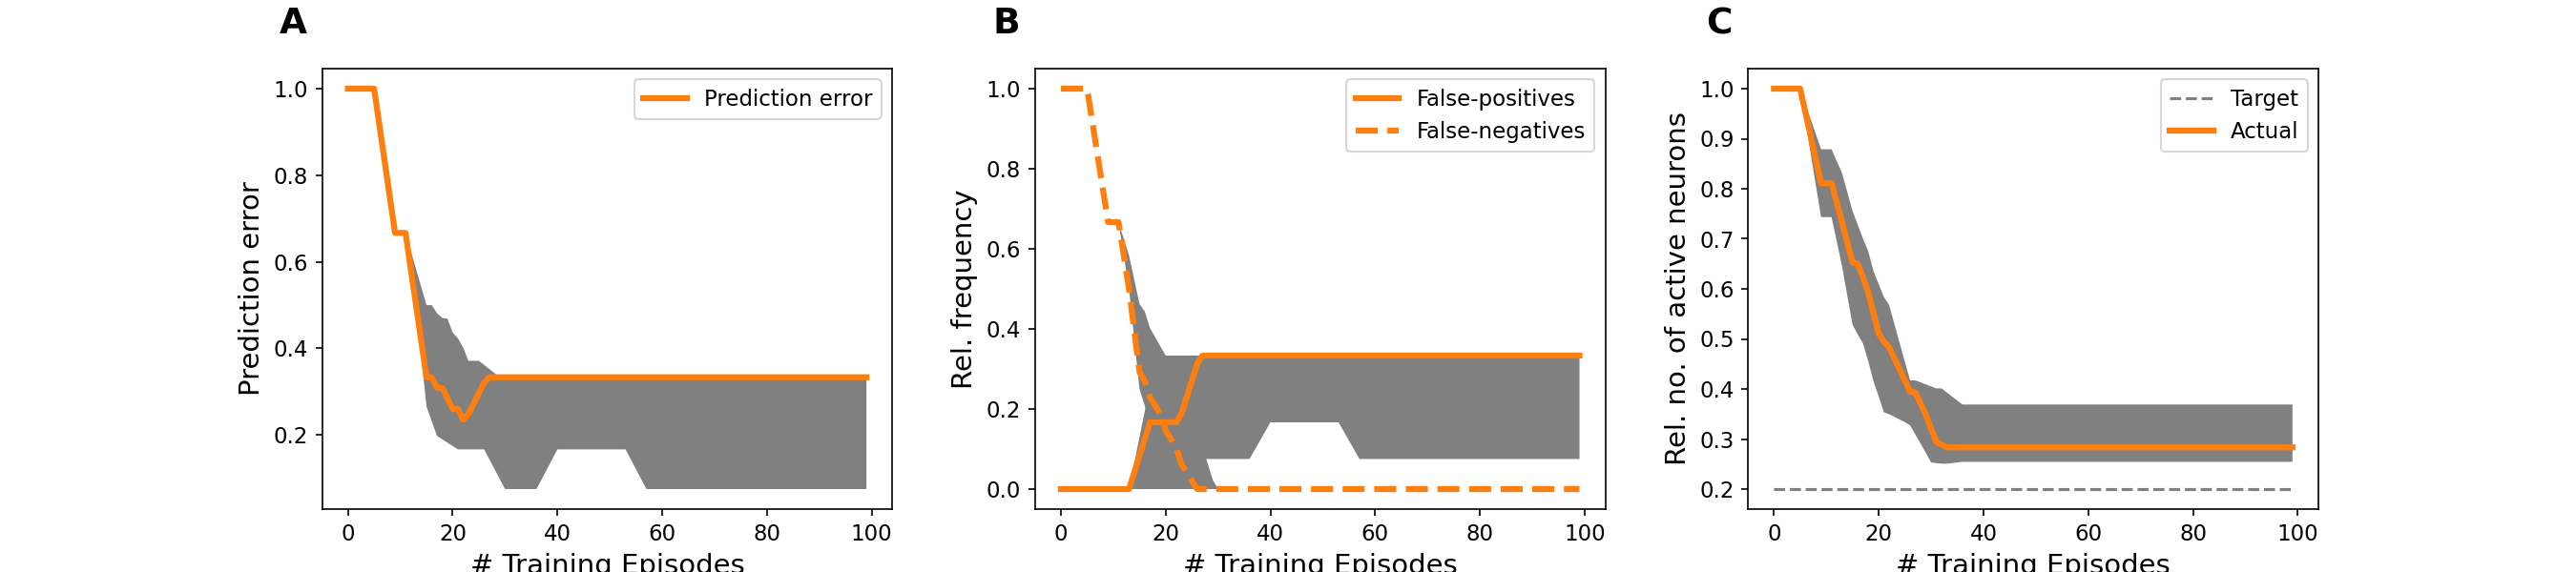 A
Prediction error
1.0
0.8
0.6
0.4
0.2
Prediction error
0 20 40 60 80 100
# Training Episodes
B
False-positives
False-negatives
1.0
0.8
0.6
0.4
0.2
0.0
Rel. frequency
0 20 40 60 80 100
# Training Episodes
C
Target
Actual
1.0
0.9
0.8
0.7
0.6
0.5
0.4
0.3
0.2
Rel. no. of active neurons
0 20 40 60 80 100
# Training Episodes